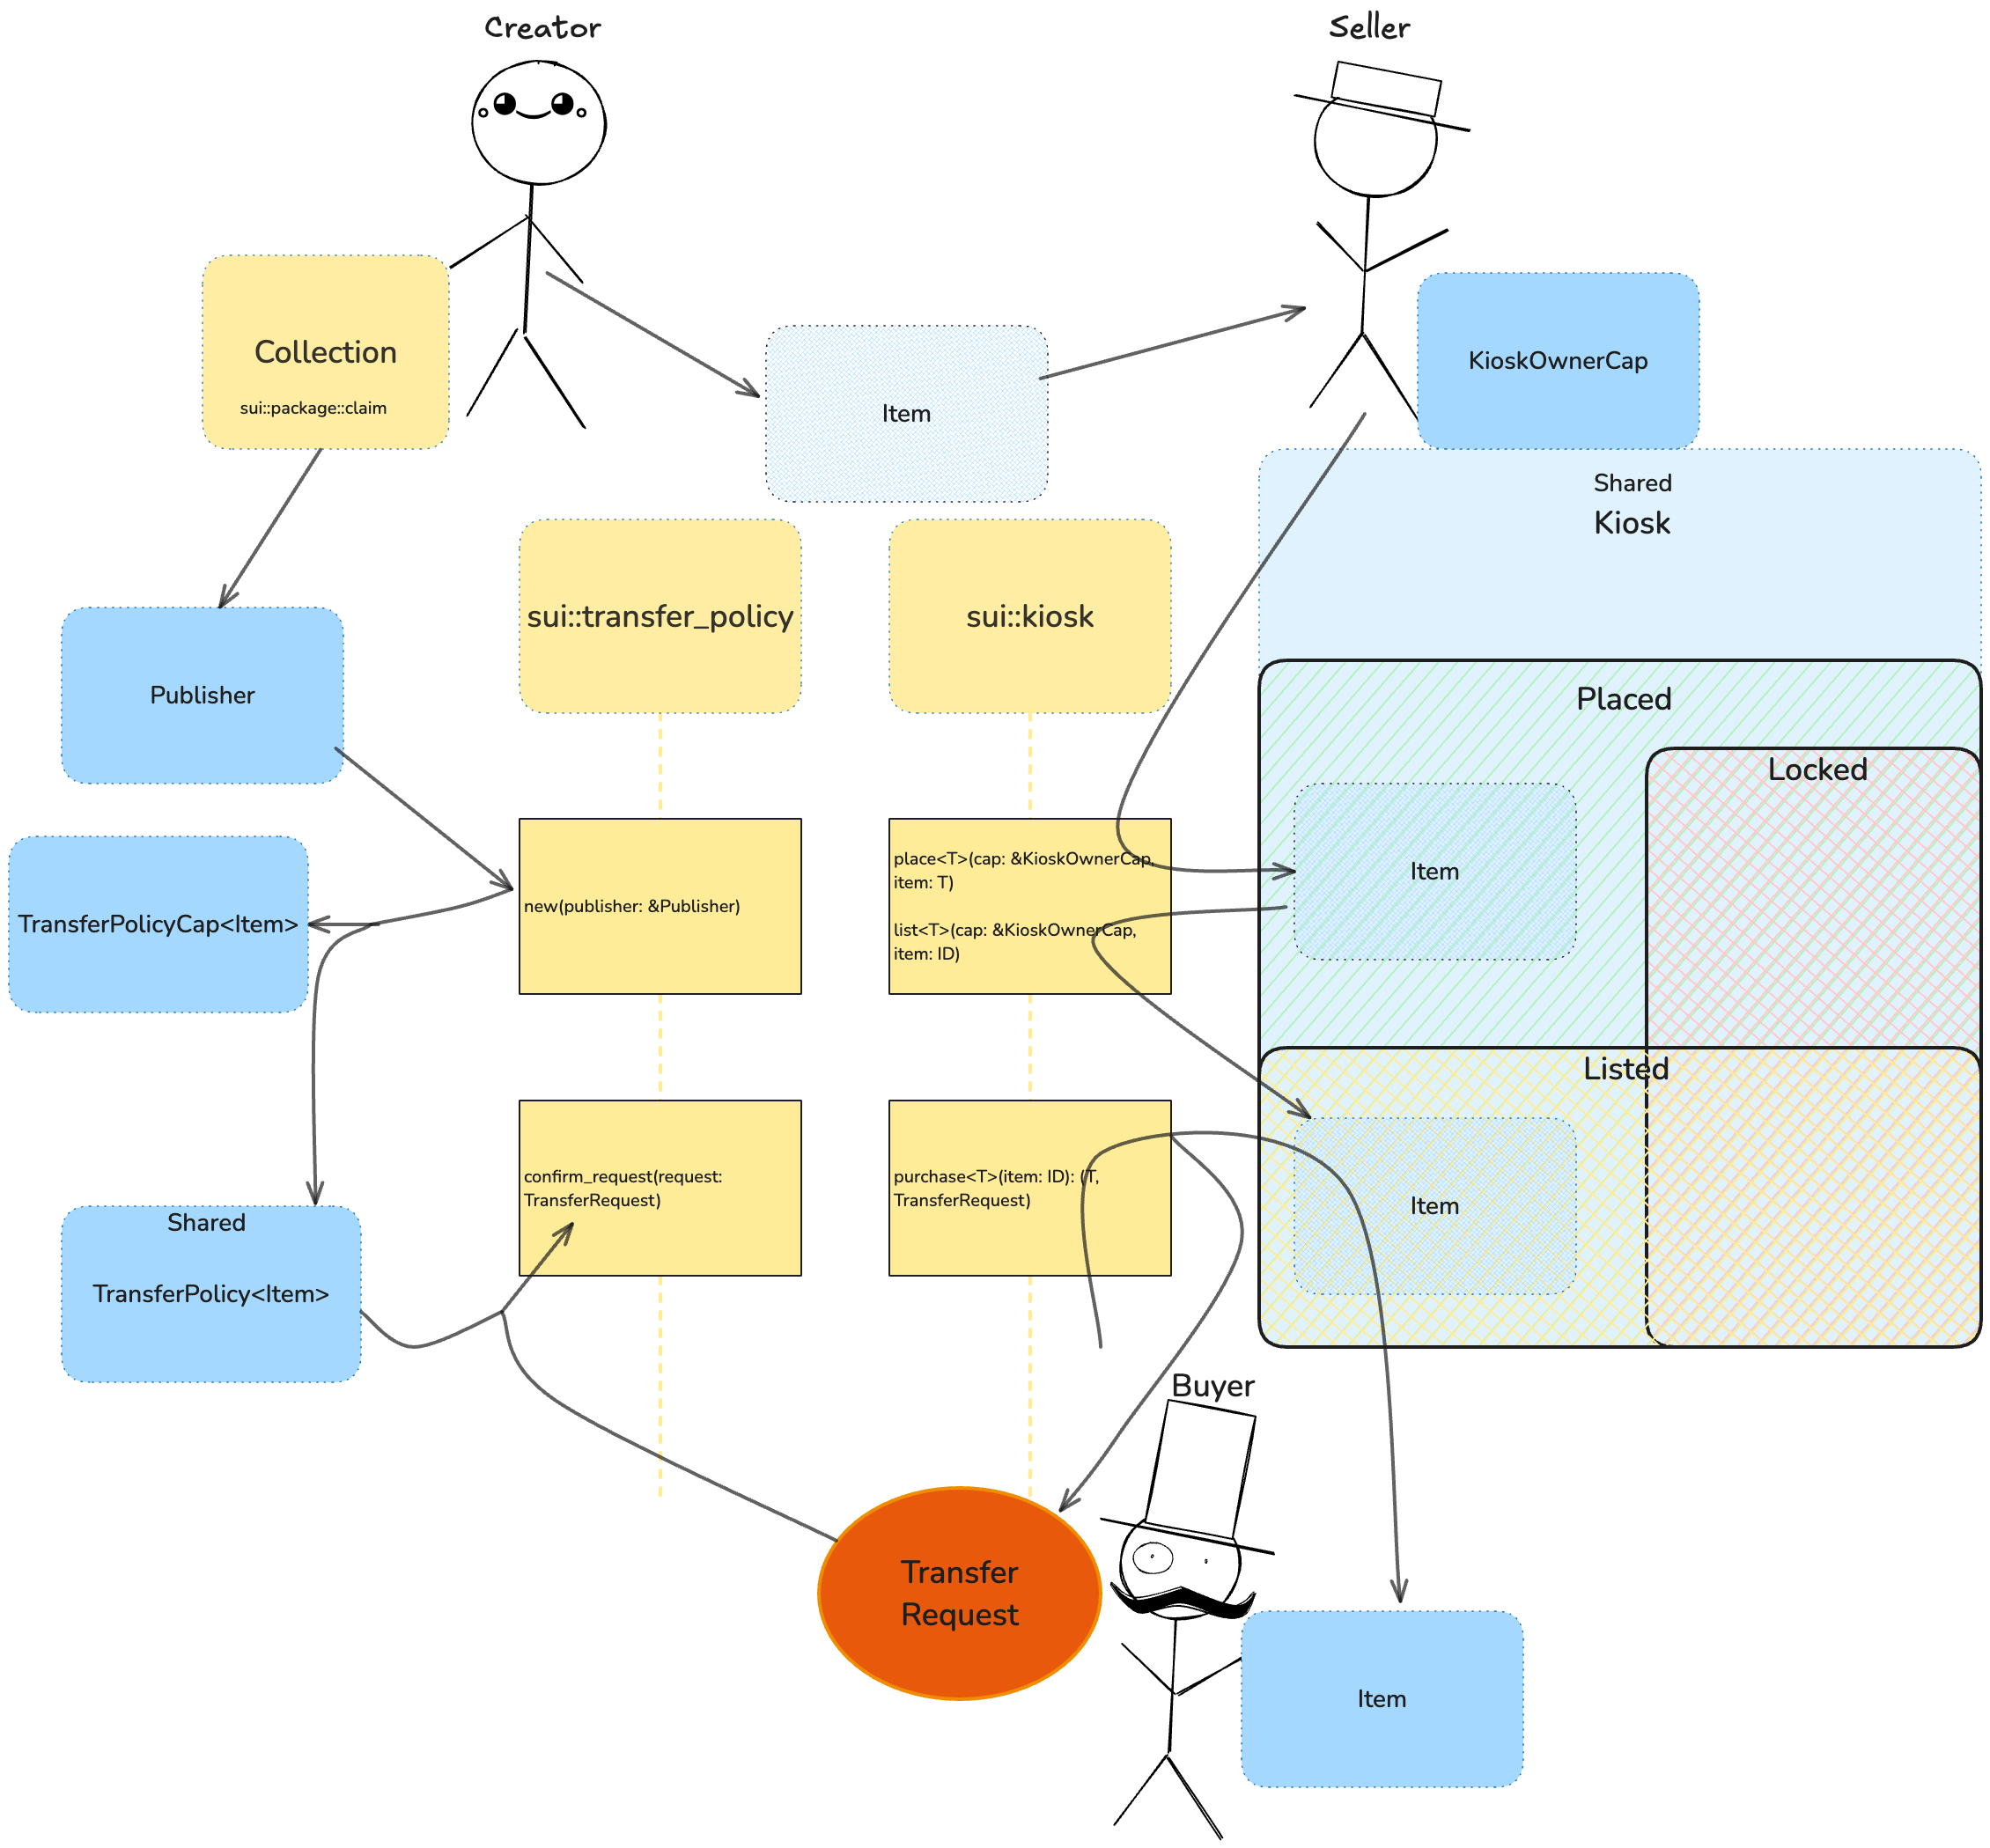 Creator
Seller
Collection
sui::package::claim
Item
KioskOwnerCap
Shared
Kiosk
sui::transfer_policy
sui::kiosk
Publisher
Placed
Locked
place<T>(cap: &KioskOwnerCap,
item: T)
list<T>(cap: &KioskOwnerCap,
item: ID)
Item
new(publisher: &Publisher)
TransferPolicyCap<Item>
Listed
confirm_request(request:
TransferRequest)
purchase<T>(item: ID): (T,
TransferRequest)
Item
Shared
TransferPolicy<Item>
Buyer
Transfer
Request
Item